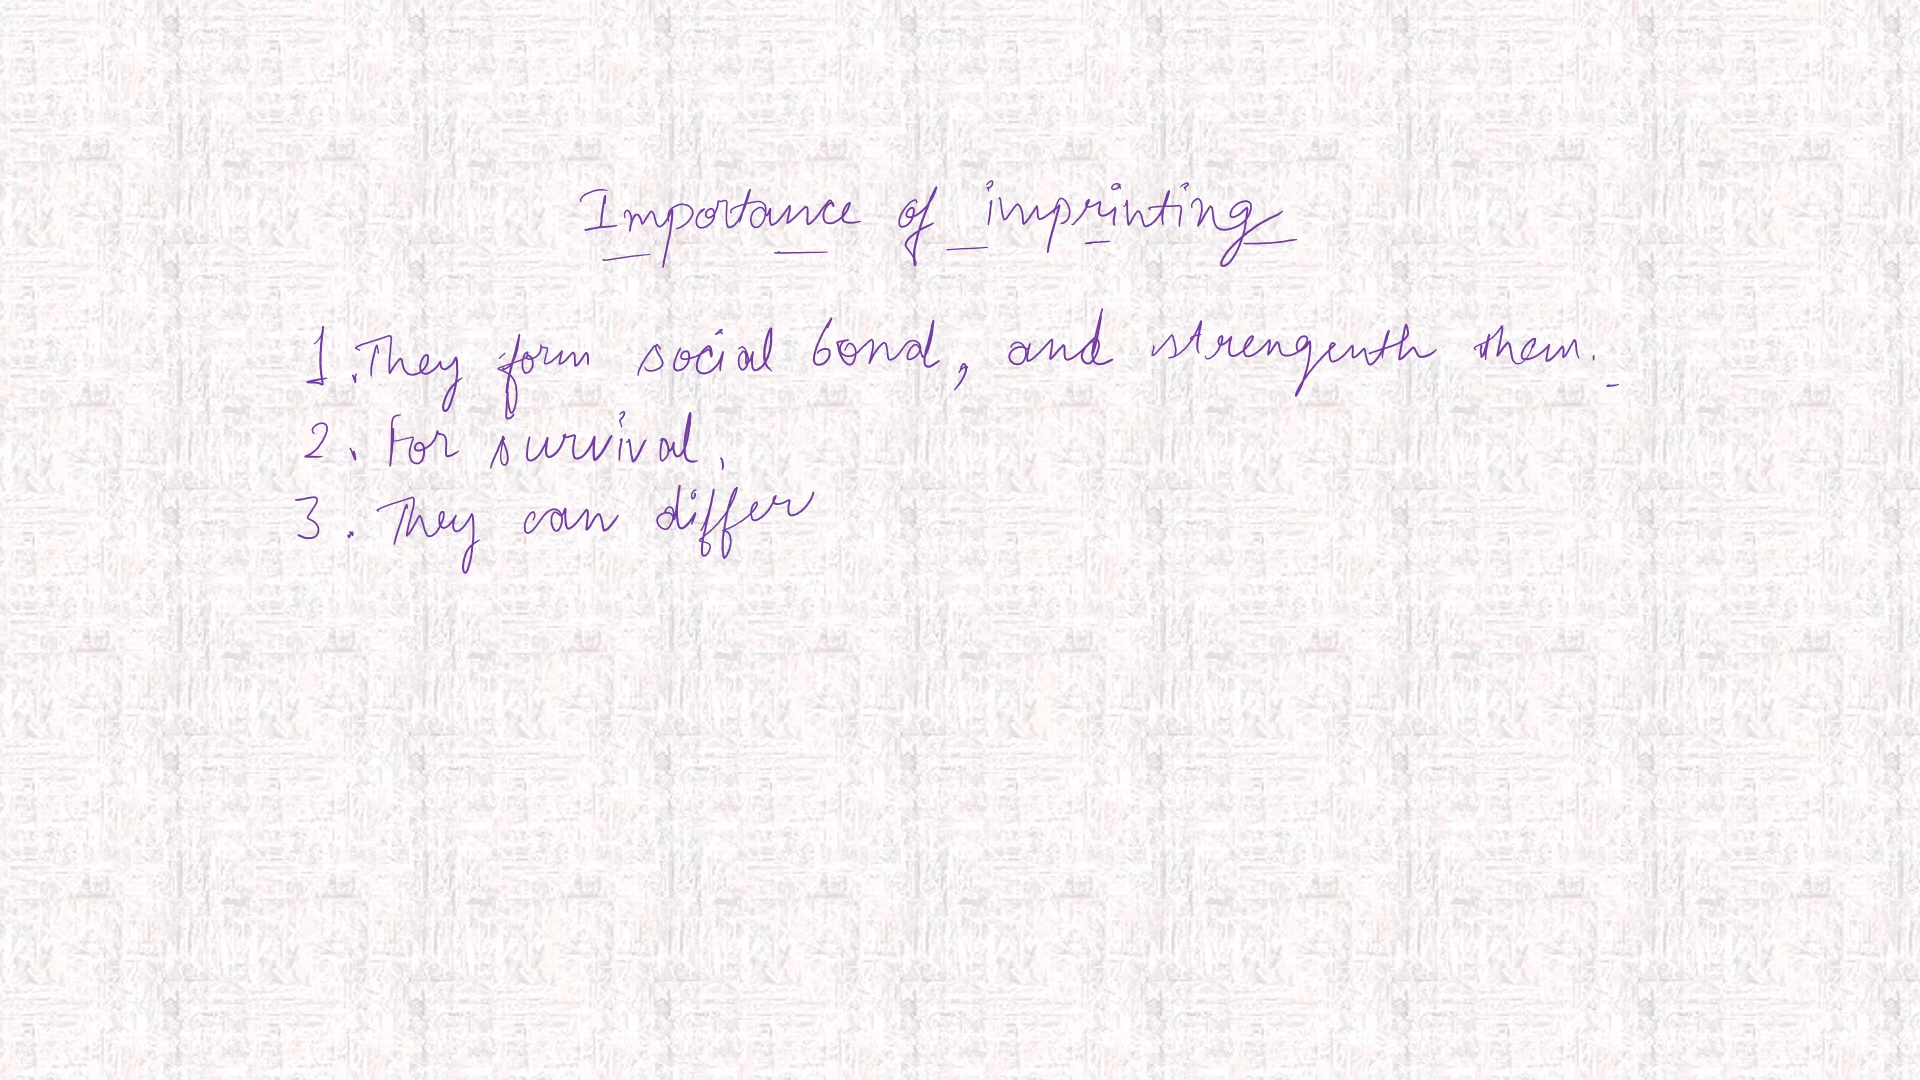 Importance of imprinting
1. They form social bond, and strengenth them.
2. For survival.
3. They can differ